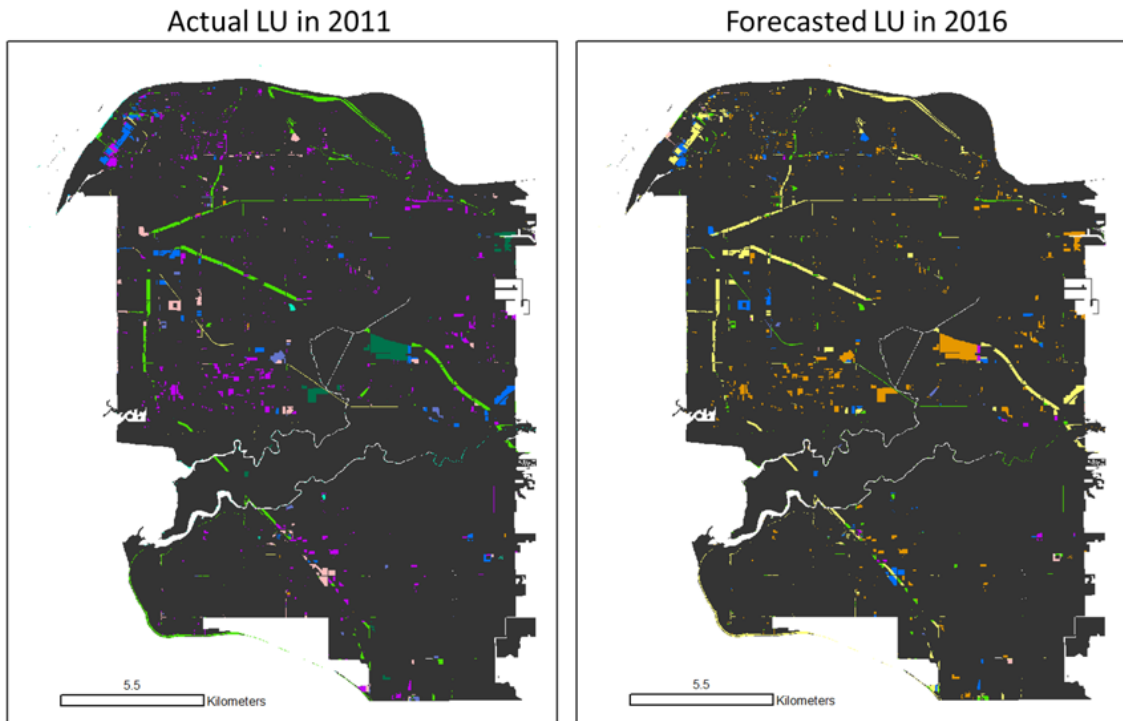 Actual LU in 2011
Forecasted LU in 2016
5.5
Kilometers
5.5
Kilometers